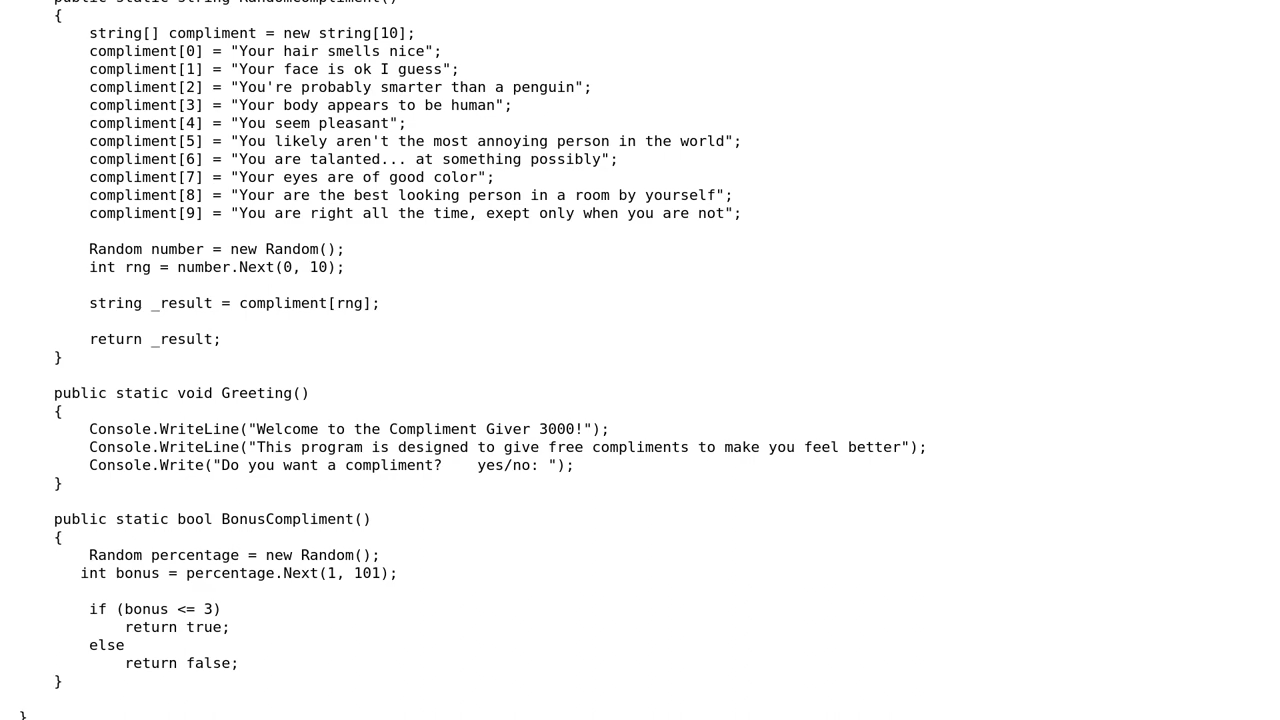 public static string RandomCompliment()
{
string[] compliment = new string[10];
compliment[0] = "Your hair smells nice";
compliment[1] = "Your face is ok I guess";
compliment[2] = "You're probably smarter than a penguin";
compliment[3] = "Your body appears to be human";
compliment[4] = "You seem pleasant";
compliment[5] = "You likely aren't the most annoying person in the world";
compliment[6] = "You are talanted... at something possibly";
compliment[7] = "Your eyes are of good color";
compliment[8] = "Your are the best looking person in a room by yourself";
compliment[9] = "You are right all the time, exept only when you are not";
Random number = new Random();
int rng = number.Next(0, 10);
string _result = compliment[rng];
return _result;
}
public static void Greeting()
{
Console.WriteLine("Welcome to the Compliment Giver 3000!");
Console.WriteLine("This program is designed to give free compliments to make you feel better");
Console.Write("Do you want a compliment?    yes/no: ");
}
public static bool BonusCompliment()
{
Random percentage = new Random();
int bonus = percentage.Next(1, 101);
if (bonus <= 3)
return true;
else
return false;
}
}